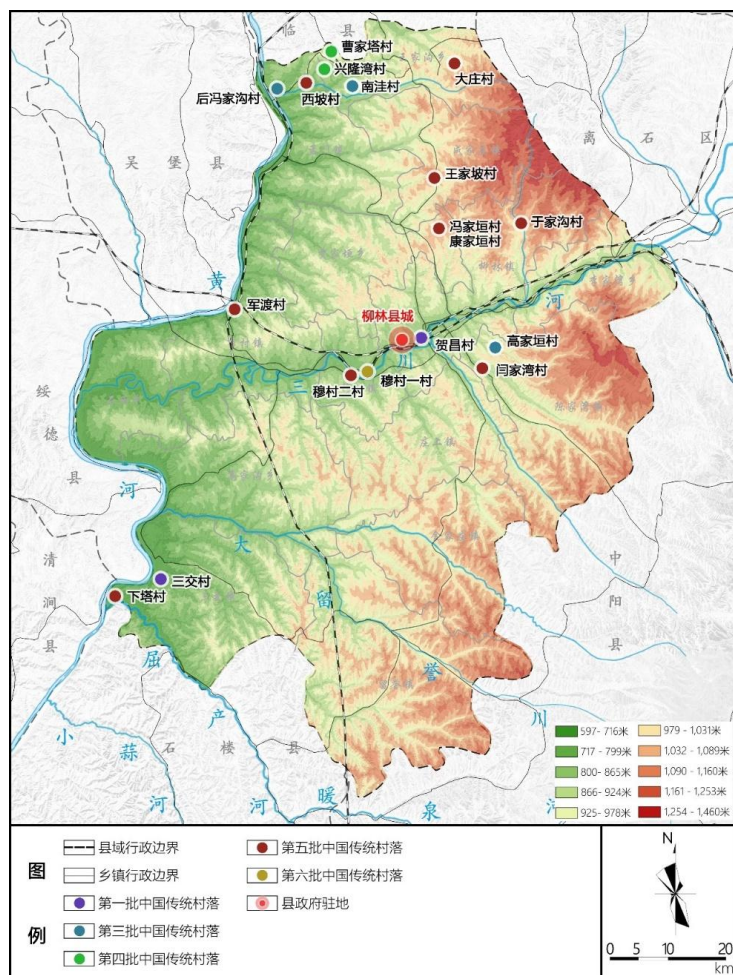 临县
曹家塔村
兴隆湾村
大庄村
后冯家沟村
西坡村
南洼村
离石区
吴堡县
王家坡村
冯家垣村
康家垣村
于家沟村
柳林镇
黄
河
军渡村
柳林县城
贺昌村
高家垣村
川
三
穆村二村
穆村一村
闫家湾村
绥德县
河
大
中阳县
清涧县
三交村
下塔村
留
屈
誉
产
川
小
蒜
石楼县
河
河
暖
泉
597 - 716米
717 - 799米
800 - 865米
866 - 924米
925 - 978米
979 - 1,031米
1,032 - 1,089米
1,090 - 1,160米
1,161 - 1,253米
1,254 - 1,460米
图
例
县域行政边界
乡镇行政边界
第一批中国传统村落
第三批中国传统村落
第四批中国传统村落
第五批中国传统村落
第六批中国传统村落
县政府驻地
N
0 5 10 20
km